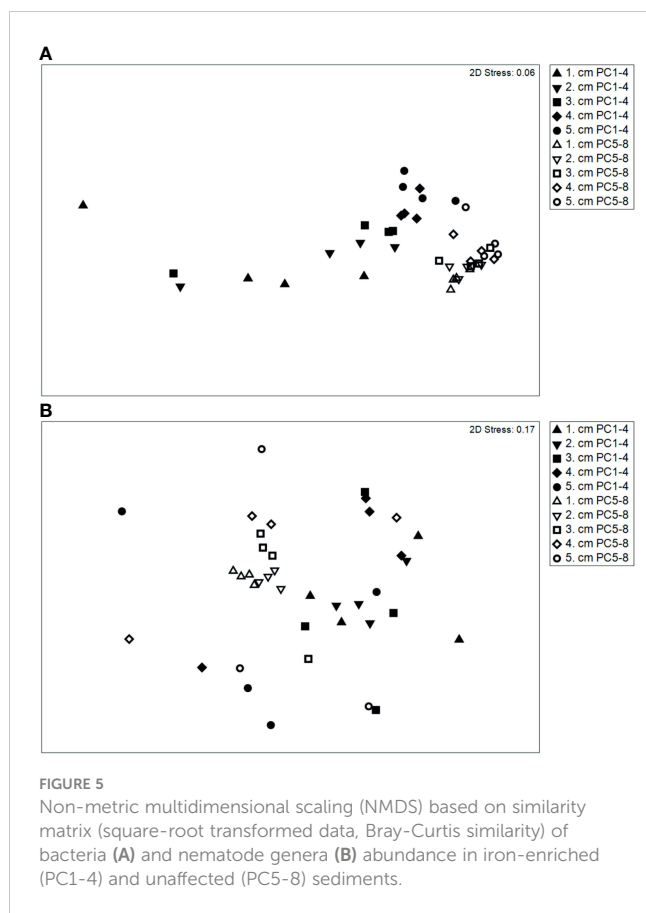 A
2D Stress: 0.06
1. cm PC1-4
2. cm PC1-4
3. cm PC1-4
4. cm PC1-4
5. cm PC1-4
1. cm PC5-8
2. cm PC5-8
3. cm PC5-8
4. cm PC5-8
5. cm PC5-8
B
2D Stress: 0.17
1. cm PC1-4
2. cm PC1-4
3. cm PC1-4
4. cm PC1-4
5. cm PC1-4
1. cm PC5-8
2. cm PC5-8
3. cm PC5-8
4. cm PC5-8
5. cm PC5-8
FIGURE 5
Non-metric multidimensional scaling (NMDS) based on similarity
matrix (square-root transformed data, Bray-Curtis similarity) of
bacteria (A) and nematode genera (B) abundance in iron-enriched
(PC1-4) and unaffected (PC5-8) sediments.